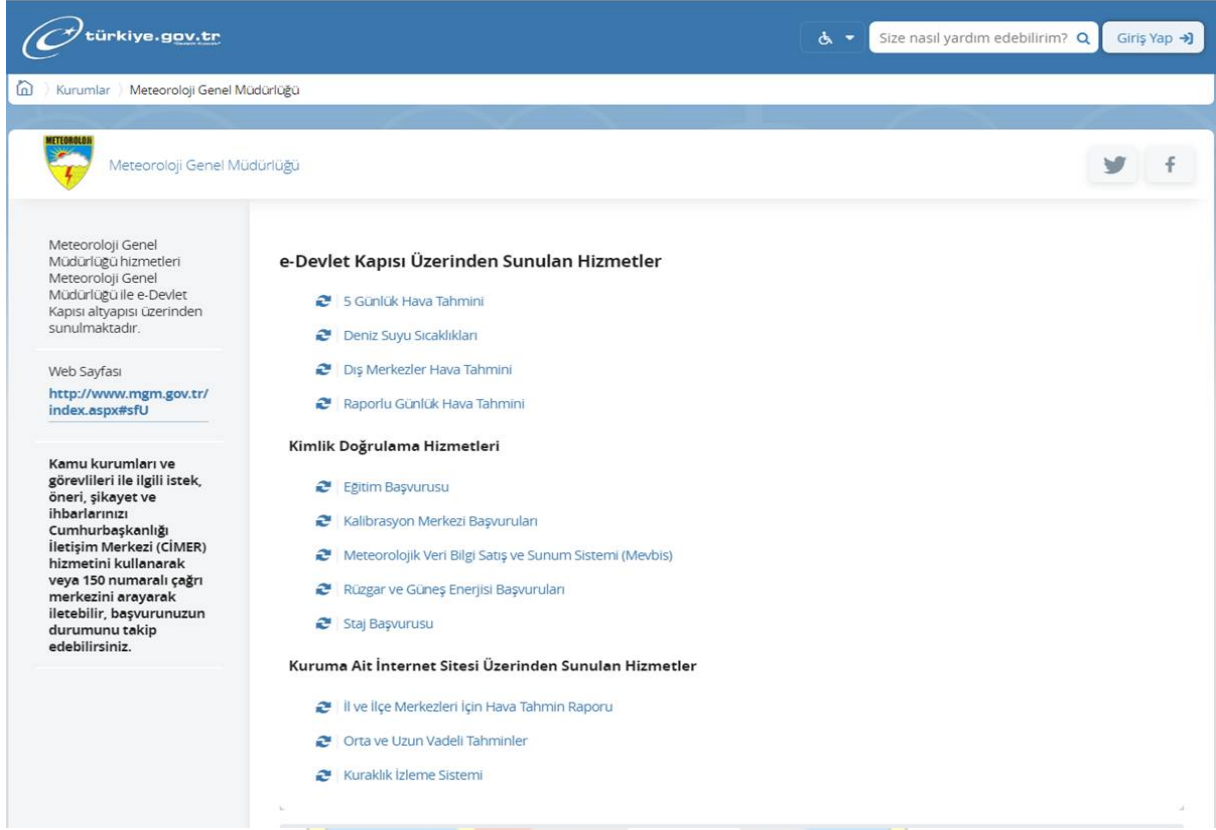 türkiye.gov.tr
Size nasıl yardım edebilirim?
Giriş Yap
Kurumlar
Meteoroloji Genel Müdürlüğü
METEOROLOJİ
Meteoroloji Genel Müdürlüğü
Meteoroloji Genel
Müdürlüğü hizmetleri
Meteoroloji Genel
Müdürlüğü ile e-Devlet
Kapısı altyapısı üzerinden
sunulmaktadır.
Web Sayfası
http://www.mgm.gov.tr/
index.aspx#sfU
Kamu kurumları ve
görevlileri ile ilgili istek,
öneri, şikayet ve
ihbarlarınızı
Cumhurbaşkanlığı
İletişim Merkezi (CİMER)
hizmetini kullanarak
veya 150 numaralı çağrı
merkezini arayarak
iletebilir, başvurunuzun
durumunu takip
edebilirsiniz.
e-Devlet Kapısı Üzerinden Sunulan Hizmetler
5 Günlük Hava Tahmini
Deniz Suyu Sıcaklıkları
Dış Merkezler Hava Tahmini
Raporlu Günlük Hava Tahmini
Kimlik Doğrulama Hizmetleri
Eğitim Başvurusu
Kalibrasyon Merkezi Başvuruları
Meteorolojik Veri Bilgi Satış ve Sunum Sistemi (Mevbis)
Rüzgar ve Güneş Enerjisi Başvuruları
Staj Başvurusu
Kuruma Ait İnternet Sitesi Üzerinden Sunulan Hizmetler
İl ve İlçe Merkezleri İçin Hava Tahmin Raporu
Orta ve Uzun Vadeli Tahminler
Kuraklık İzleme Sistemi